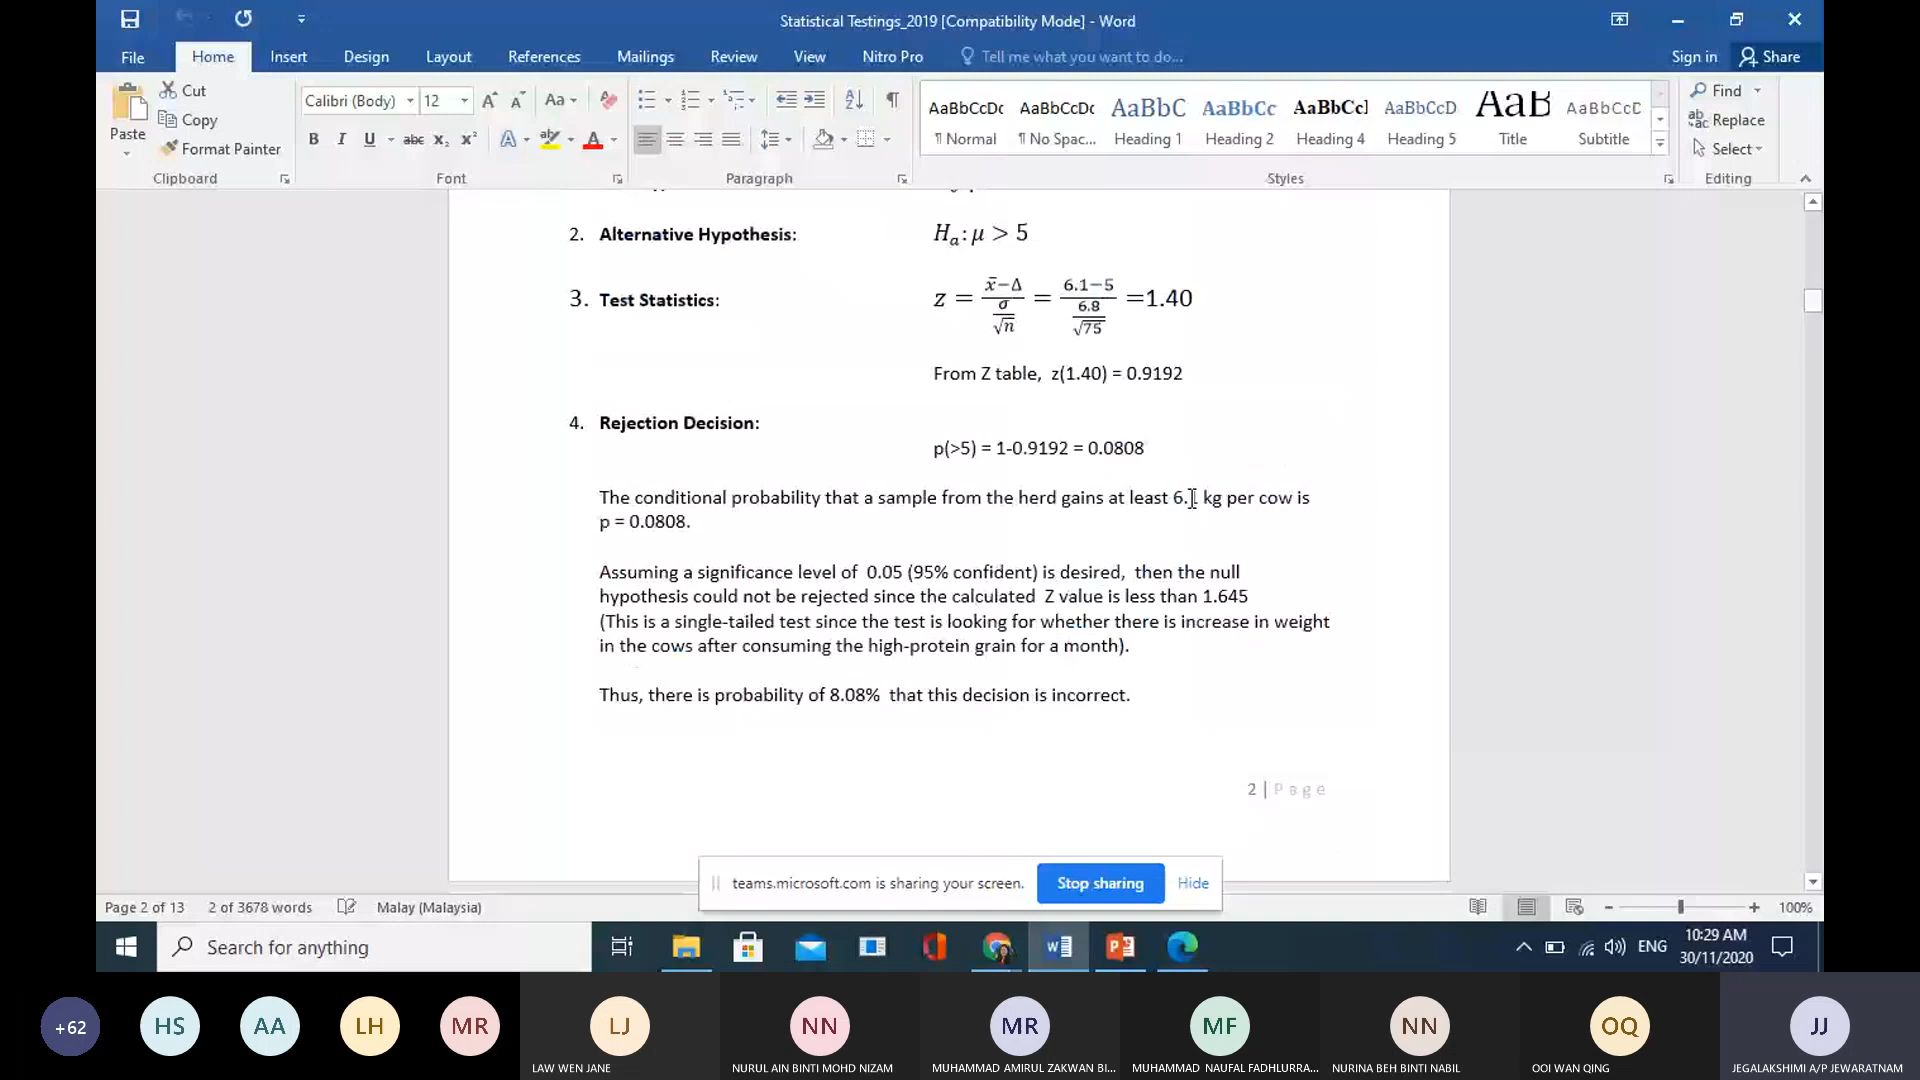 Statistical Testings_2019 [Compatibility Mode] - Word
File Home Insert Design Layout References Mailings Review View Nitro Pro Tell me what you want to do... Sign in Share
Paste
Cut
Copy
Format Painter
Clipboard
Calibri (Body) 12
Font
Paragraph
AaBbCcDc AaBbCcDc AaBbC AaBbCc AaBbCcI AaBbCcD AaB AaBbCcD
¶ Normal ¶ No Spac... Heading 1 Heading 2 Heading 4 Heading 5 Title Subtitle
Styles
Find
Replace
Select
Editing
2. Alternative Hypothesis: Hₐ: μ > 5
3. Test Statistics: z = (x̄−Δ)/(σ/√n) = (6.1−5)/(6.8/√75) =1.40
From Z table, z(1.40) = 0.9192
4. Rejection Decision:
p(>5) = 1-0.9192 = 0.0808
The conditional probability that a sample from the herd gains at least 6.1 kg per cow is
p = 0.0808.
Assuming a significance level of 0.05 (95% confident) is desired, then the null
hypothesis could not be rejected since the calculated Z value is less than 1.645
(This is a single-tailed test since the test is looking for whether there is increase in weight
in the cows after consuming the high-protein grain for a month).
Thus, there is probability of 8.08% that this decision is incorrect.
2 | Page
teams.microsoft.com is sharing your screen. Stop sharing Hide
Page 2 of 13 2 of 3678 words Malay (Malaysia) 100%
Search for anything
ENG
10:29 AM
30/11/2020
+62 HS AA LH MR LJ NN MR MF NN OQ JJ
LAW WEN JANE NURUL AIN BINTI MOHD NIZAM MUHAMMAD AMIRUL ZAKWAN BI... MUHAMMAD NAUFAL FADHLURRA... NURINA BEH BINTI NABIL OOI WAN QING JEGALAKSHIMI A/P JEWARATNAM